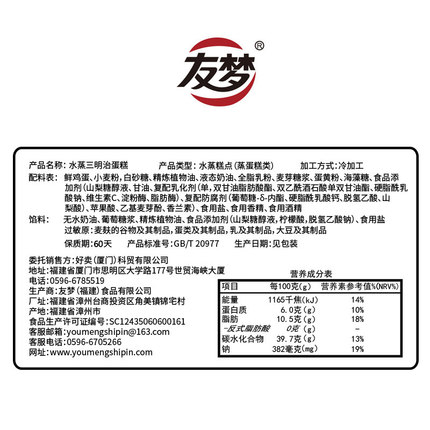 友梦®
产品名称：水蒸三明治蛋糕 产品类型：水蒸糕点(蒸蛋糕类) 加工方式：冷加工
配料表：鲜鸡蛋、小麦粉，白砂糖、精炼植物油、液态奶油、全脂乳粉、麦芽糖浆、蛋黄粉、海藻糖、食品添
加剂(山梨糖醇液、甘油、复配乳化剂(单，双甘油脂肪酸酯、双乙酰酒石酸单双甘油酯、硬脂酰乳
酸钠、维生素C、淀粉酶、脂肪酶)、复配防腐剂(葡萄糖-δ-内酯、硬脂酰乳酸钙、脱氢乙酸、山
梨酸)、苹果酸、乙基麦芽酚、香兰素)、食用盐、食用香精、食用酒精
馅料：无水奶油、葡萄糖浆、精炼植物油、食品添加剂(山梨糖醇液，柠檬酸，脱氢乙酸钠)、食用盐
过敏原：麦麸的谷物及其制品，蛋类及其制品，乳及其制品，大豆及其制品
保质期：60天 产品标准号：GB/T 20977 生产日期：见包装
委托销售方：好卖(厦门)科贸有限公司
地址：福建省厦门市思明区大学路177号世贸海峡大厦
电话：0596-6785519
生产商：友梦(福建)食品有限公司
厂址：福建省漳州台商投资区角美镇锦宅村
产地：福建省漳州市
食品生产许可证编号：SC12435060600161
客服邮箱：youmengshipin@163.com
客服电话：0596-6705266
网址：www.youmengshipin.com
营养成分表
项目 每100克(g) 营养素参考值%(NRV%)
能量 1165千焦(kJ) 14%
蛋白质 6.0克(g) 10%
脂肪 10.5克(g) 18%
-反式脂肪酸 0克(g)
碳水化合物 39.7克(g) 13%
钠 382毫克(mg) 19%